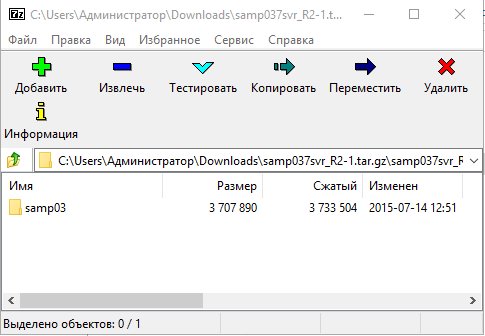 C:\Users\Администратор\Downloads\samp037svr_R2-1.t...
Файл Правка Вид Избранное Сервис Справка
Добавить Извлечь Тестировать Копировать Переместить Удалить
Информация
C:\Users\Администратор\Downloads\samp037svr_R2-1.tar.gz\samp037svr_R
Имя Размер Сжатый Изменен
samp03 3 707 890 3 733 504 2015-07-14 12:51
Выделено объектов: 0 / 1